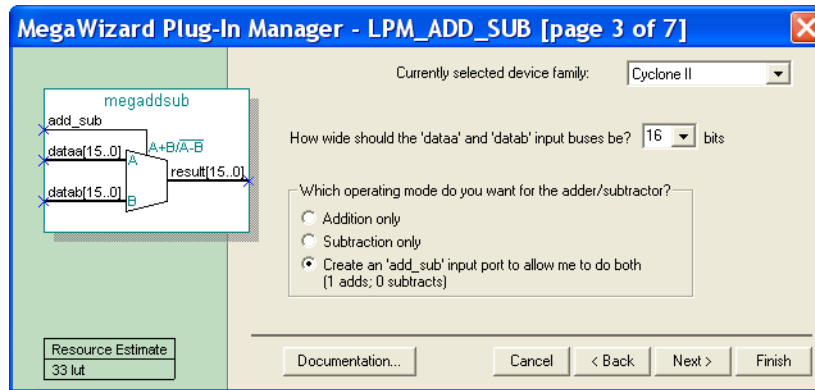 MegaWizard Plug-In Manager - LPM_ADD_SUB [page 3 of 7]
Currently selected device family: Cyclone II
megaddsub
add_sub
A+B/A-B
dataa[15..0]
A
result[15..0]
datab[15..0]
B
How wide should the 'dataa' and 'datab' input buses be? 16 bits
Which operating mode do you want for the adder/subtractor?
Addition only
Subtraction only
Create an 'add_sub' input port to allow me to do both
(1 adds; 0 subtracts)
Resource Estimate
33 lut
Documentation... Cancel < Back Next > Finish